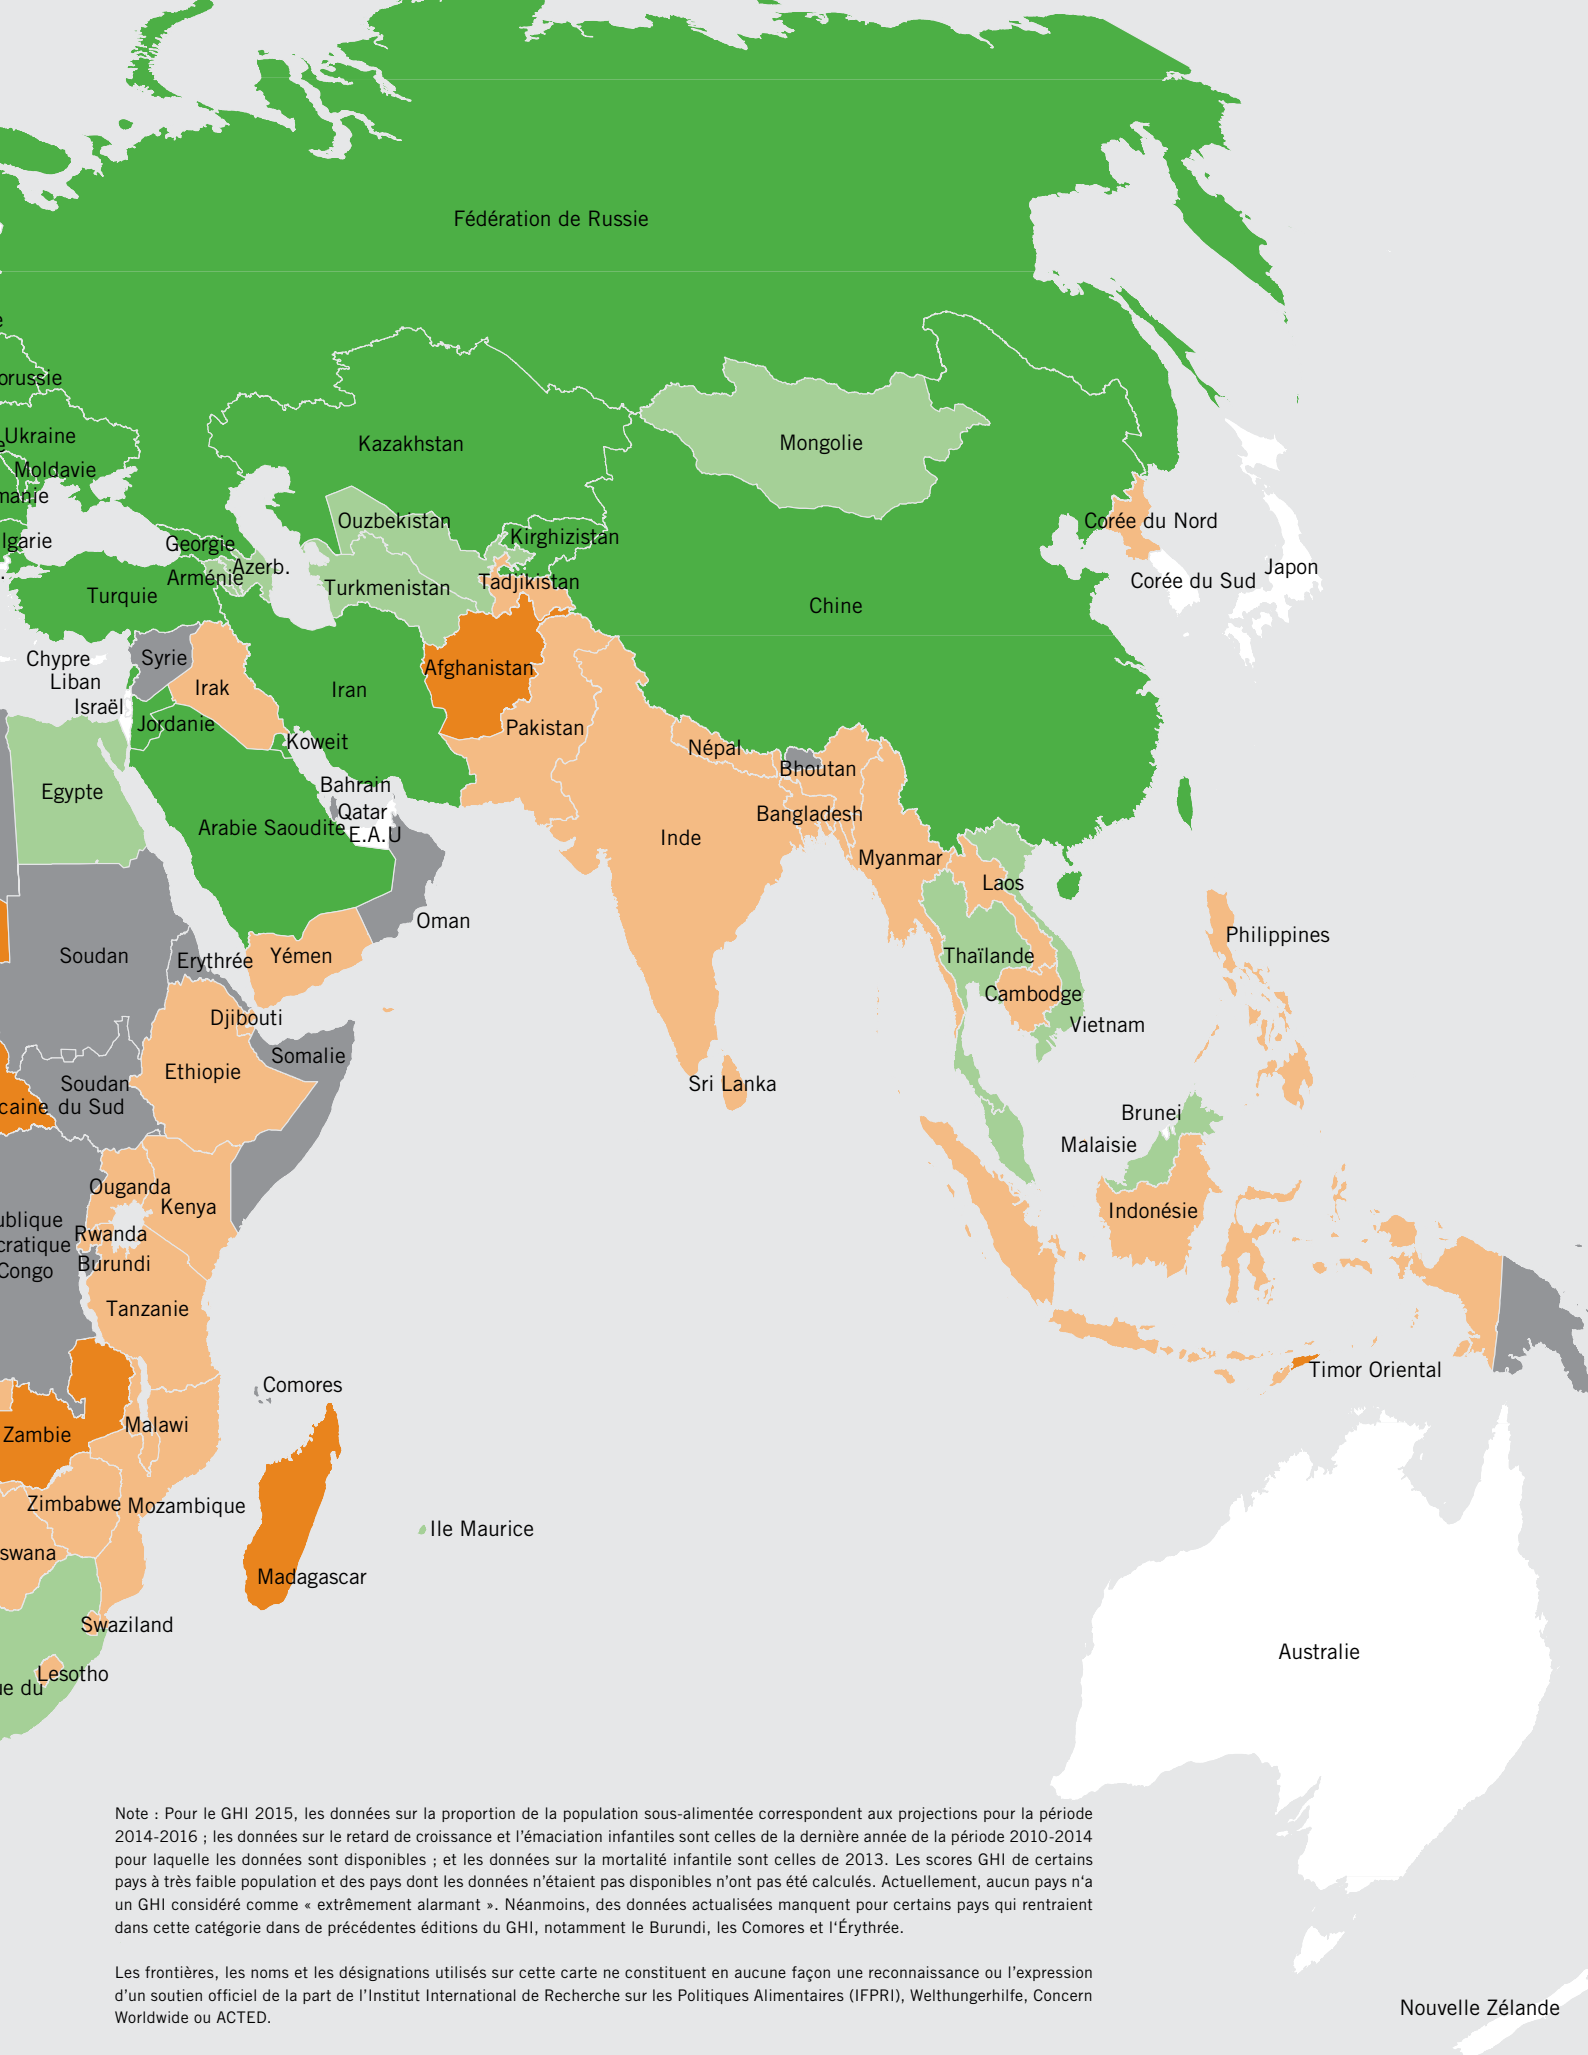 Fédération de Russie
orussie
Ukraine
Kazakhstan
Mongolie
Moldavie
manie
Ouzbekistan
Corée du Nord
lgarie
Georgie
Kirghizistan
Azerb.
Arménie
Japon
Turquie
Turkmenistan
Tadjikistan
Corée du Sud
Chine
Chypre
Syrie
Afghanistan
Liban
Irak
Iran
Israël
Jordanie
Pakistan
Koweit
Népal
Bhoutan
Bahrain
Egypte
Qatar
Bangladesh
Arabie Saoudite
E.A.U
Inde
Myanmar
Laos
Oman
Philippines
Soudan
Erythrée
Yémen
Thaïlande
Cambodge
Djibouti
Vietnam
Somalie
Ethiopie
Soudan
du Sud
Sri Lanka
caine
Brunei
Malaisie
Ouganda
Kenya
Indonésie
ublique
cratique
Congo
Rwanda
Burundi
Tanzanie
Timor Oriental
Comores
Malawi
Zambie
Zimbabwe
Mozambique
Ile Maurice
swana
Madagascar
Swaziland
Australie
Lesotho
ue du
Note : Pour le GHI 2015, les données sur la proportion de la population sous-alimentée correspondent aux projections pour la période
2014-2016 ; les données sur le retard de croissance et l'émaciation infantiles sont celles de la dernière année de la période 2010-2014
pour laquelle les données sont disponibles ; et les données sur la mortalité infantile sont celles de 2013. Les scores GHI de certains
pays à très faible population et des pays dont les données n'étaient pas disponibles n'ont pas été calculés. Actuellement, aucun pays n‘a
un GHI considéré comme « extrêmement alarmant ». Néanmoins, des données actualisées manquent pour certains pays qui rentraient
dans cette catégorie dans de précédentes éditions du GHI, notamment le Burundi, les Comores et l‘Érythrée.
Les frontières, les noms et les désignations utilisés sur cette carte ne constituent en aucune façon une reconnaissance ou l'expression
d'un soutien officiel de la part de l'Institut International de Recherche sur les Politiques Alimentaires (IFPRI), Welthungerhilfe, Concern
Worldwide ou ACTED.
Nouvelle Zélande